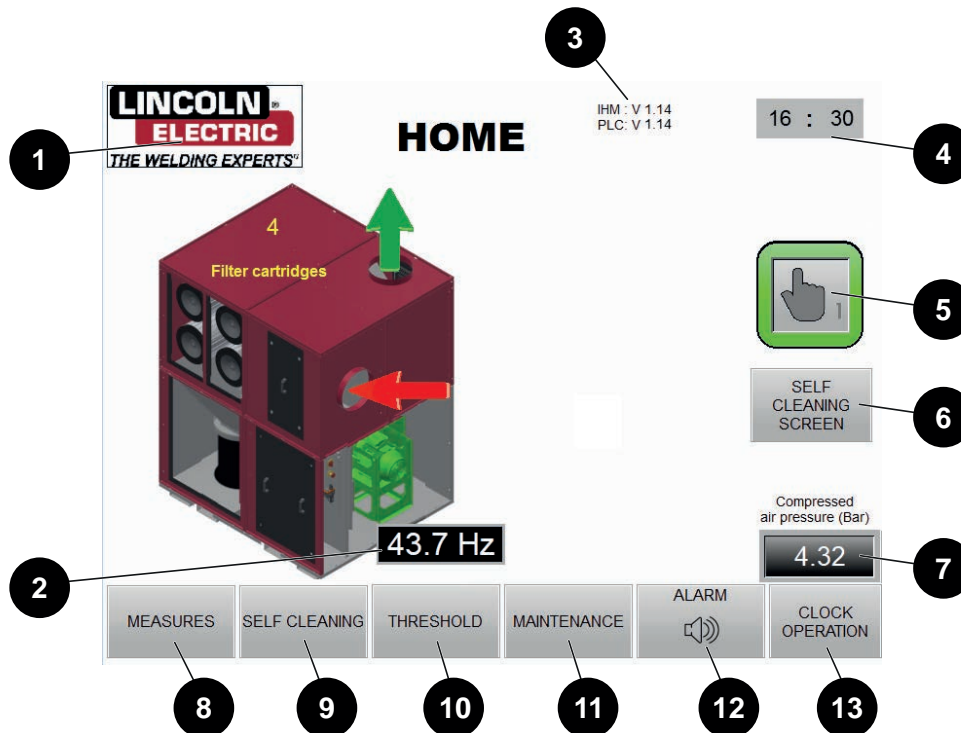 3
LINCOLN ®
ELECTRIC
THE WELDING EXPERTS®
HOME
IHM : V 1.14
PLC: V 1.14
16 : 30
1
4
4
Filter cartridges
1
5
SELF
CLEANING
SCREEN
6
Compressed
air pressure (Bar)
43.7 Hz
4.32
2
7
MEASURES
SELF CLEANING
THRESHOLD
MAINTENANCE
ALARM
CLOCK
OPERATION
8
9
10
11
12
13